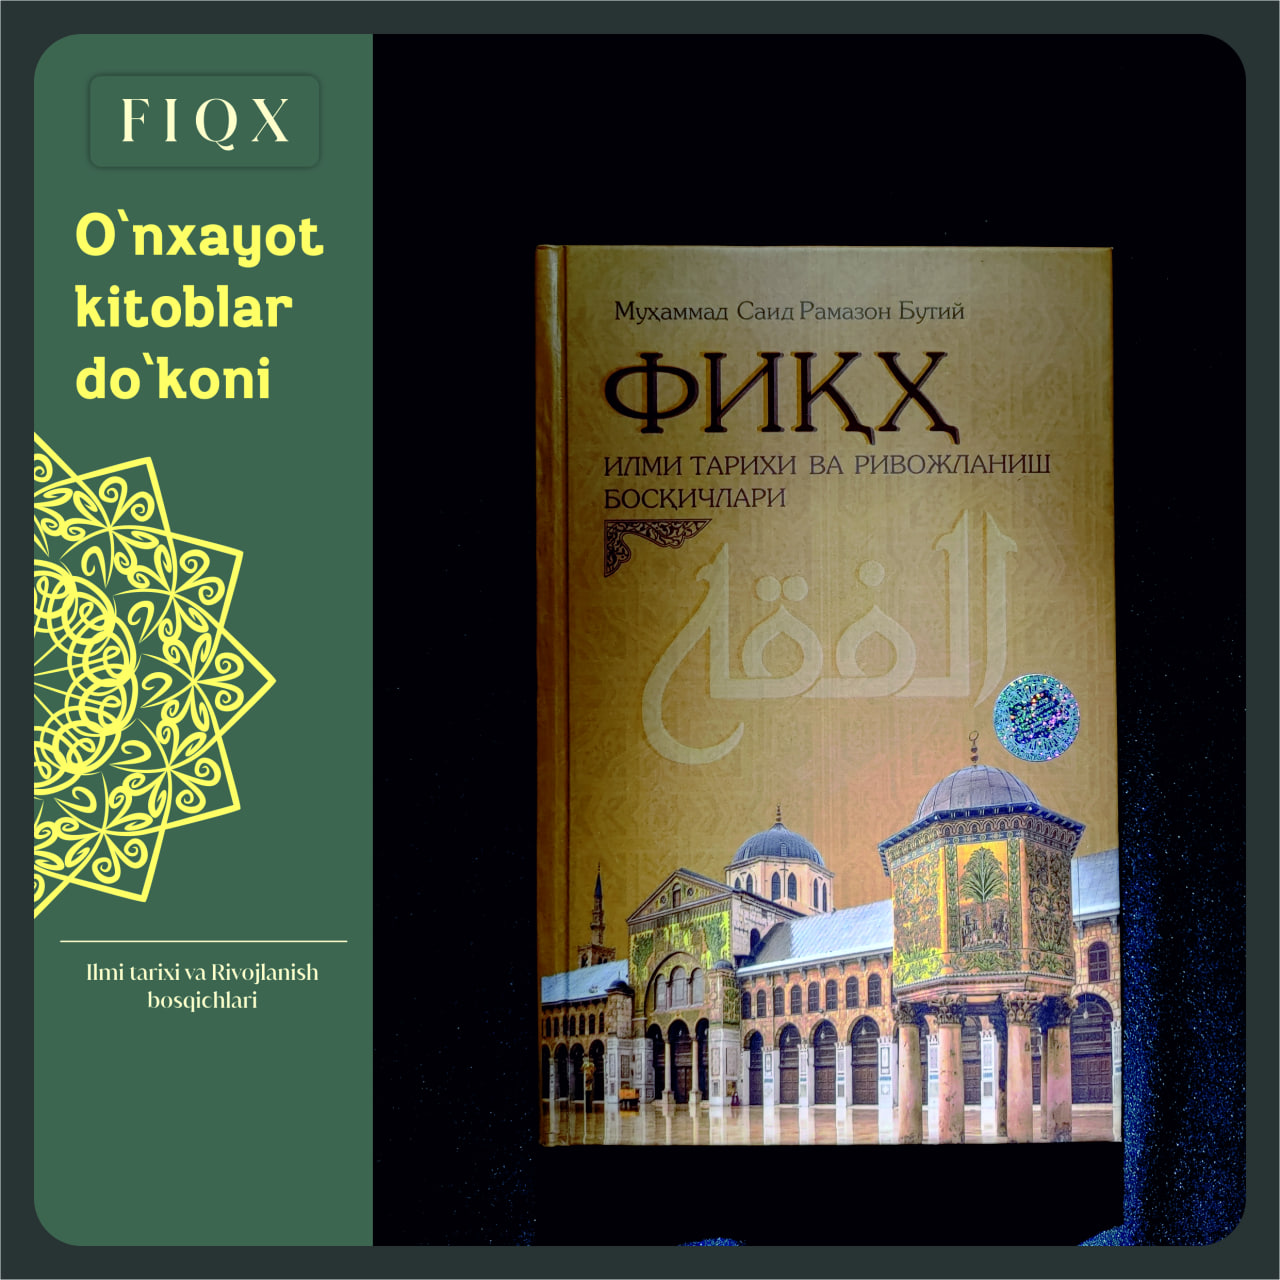 FIQX
O`nxayot
kitoblar
do`koni
Ilmi tarixi va Rivojlanish
bosqichlari
Муҳаммад Саид Рамазон Бутий
ФИҚҲ
ИЛМИ ТАРИХИ ВА РИВОЖЛАНИШ
БОСҚИЧЛАРИ
الفقه